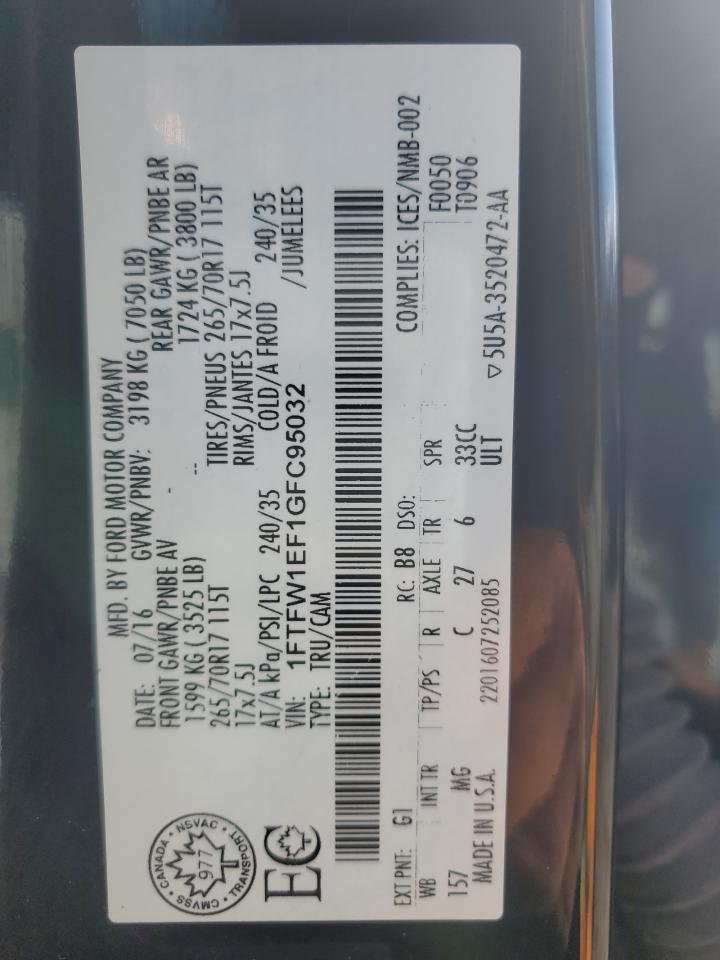 MFD. BY FORD MOTOR COMPANY
DATE: 07/16 GVWR/PNBV: 3198 KG ( 7050 LB)
FRONT GAWR/PNBE AV - REAR GAWR/PNBE AR
1599 KG ( 3525 LB) -- 1724 KG ( 3800 LB)
265/70R17 115T TIRES/PNEUS 265/70R17 115T
17x7.5J RIMS/JANTES 17x7.5J
AT/A kPa/PSI/LPC 240/35 COLD/A FROID 240/35
VIN: 1FTFW1EF1GFC95032 /JUMELEES
TYPE: TRU/CAM
CANADA • NSVAC • TRANSPORT • CMVSS •
977
T
EC
EXT PNT: G1 RC: B8 DSO: COMPLIES: ICES/NMB-002
WB INT TR TP/PS R AXLE TR SPR F0050
157 MG C 27 6 33CC T0906
ULT
MADE IN U.S.A. 2201607252085 ▽ 5U5A-3520472-AA